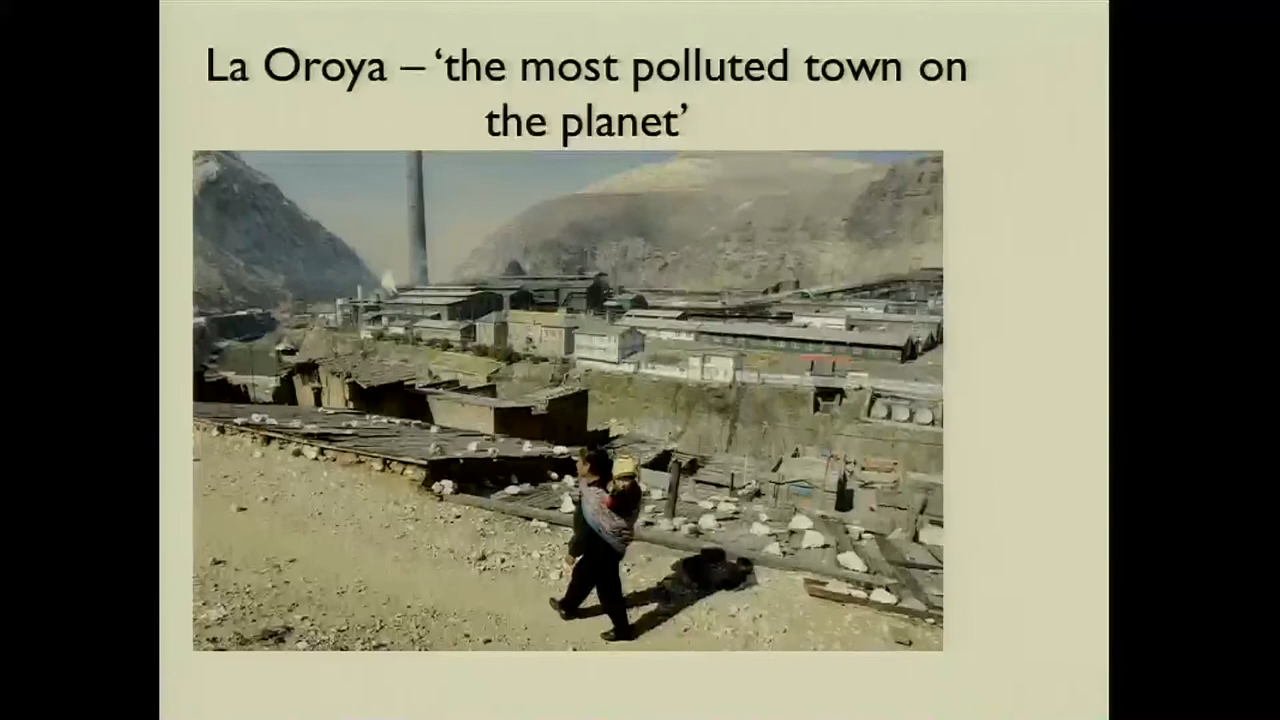 La Oroya – ‘the most polluted town on
the planet’